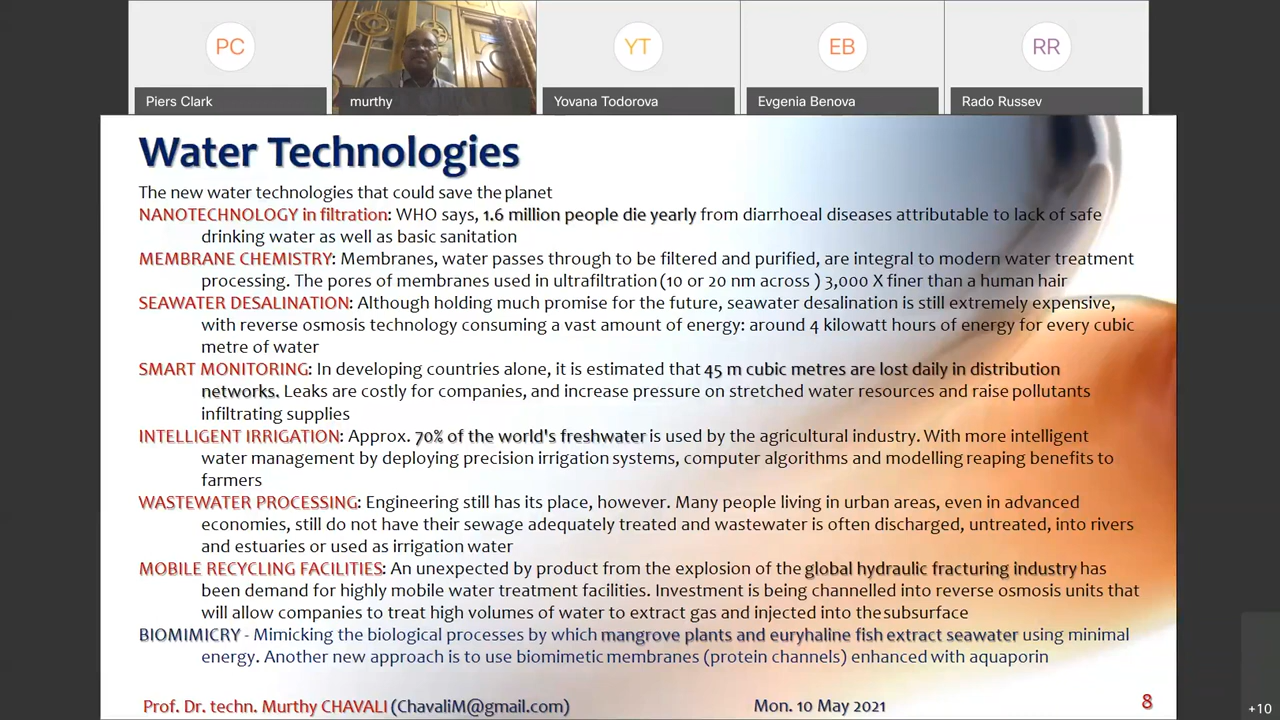 PC
YT
EB
RR
Piers Clark
murthy
Yovana Todorova
Evgenia Benova
Rado Russev
Water Technologies
The new water technologies that could save the planet
NANOTECHNOLOGY in filtration: WHO says, 1.6 million people die yearly from diarrhoeal diseases attributable to lack of safe
drinking water as well as basic sanitation
MEMBRANE CHEMISTRY: Membranes, water passes through to be filtered and purified, are integral to modern water treatment
processing. The pores of membranes used in ultrafiltration (10 or 20 nm across ) 3,000 X finer than a human hair
SEAWATER DESALINATION: Although holding much promise for the future, seawater desalination is still extremely expensive,
with reverse osmosis technology consuming a vast amount of energy: around 4 kilowatt hours of energy for every cubic
metre of water
SMART MONITORING: In developing countries alone, it is estimated that 45 m cubic metres are lost daily in distribution
networks. Leaks are costly for companies, and increase pressure on stretched water resources and raise pollutants
infiltrating supplies
INTELLIGENT IRRIGATION: Approx. 70% of the world's freshwater is used by the agricultural industry. With more intelligent
water management by deploying precision irrigation systems, computer algorithms and modelling reaping benefits to
farmers
WASTEWATER PROCESSING: Engineering still has its place, however. Many people living in urban areas, even in advanced
economies, still do not have their sewage adequately treated and wastewater is often discharged, untreated, into rivers
and estuaries or used as irrigation water
MOBILE RECYCLING FACILITIES: An unexpected by product from the explosion of the global hydraulic fracturing industry has
been demand for highly mobile water treatment facilities. Investment is being channelled into reverse osmosis units that
will allow companies to treat high volumes of water to extract gas and injected into the subsurface
BIOMIMICRY - Mimicking the biological processes by which mangrove plants and euryhaline fish extract seawater using minimal
energy. Another new approach is to use biomimetic membranes (protein channels) enhanced with aquaporin
Prof. Dr. techn. Murthy CHAVALI (ChavaliM@gmail.com)
Mon. 10 May 2021
8
+10